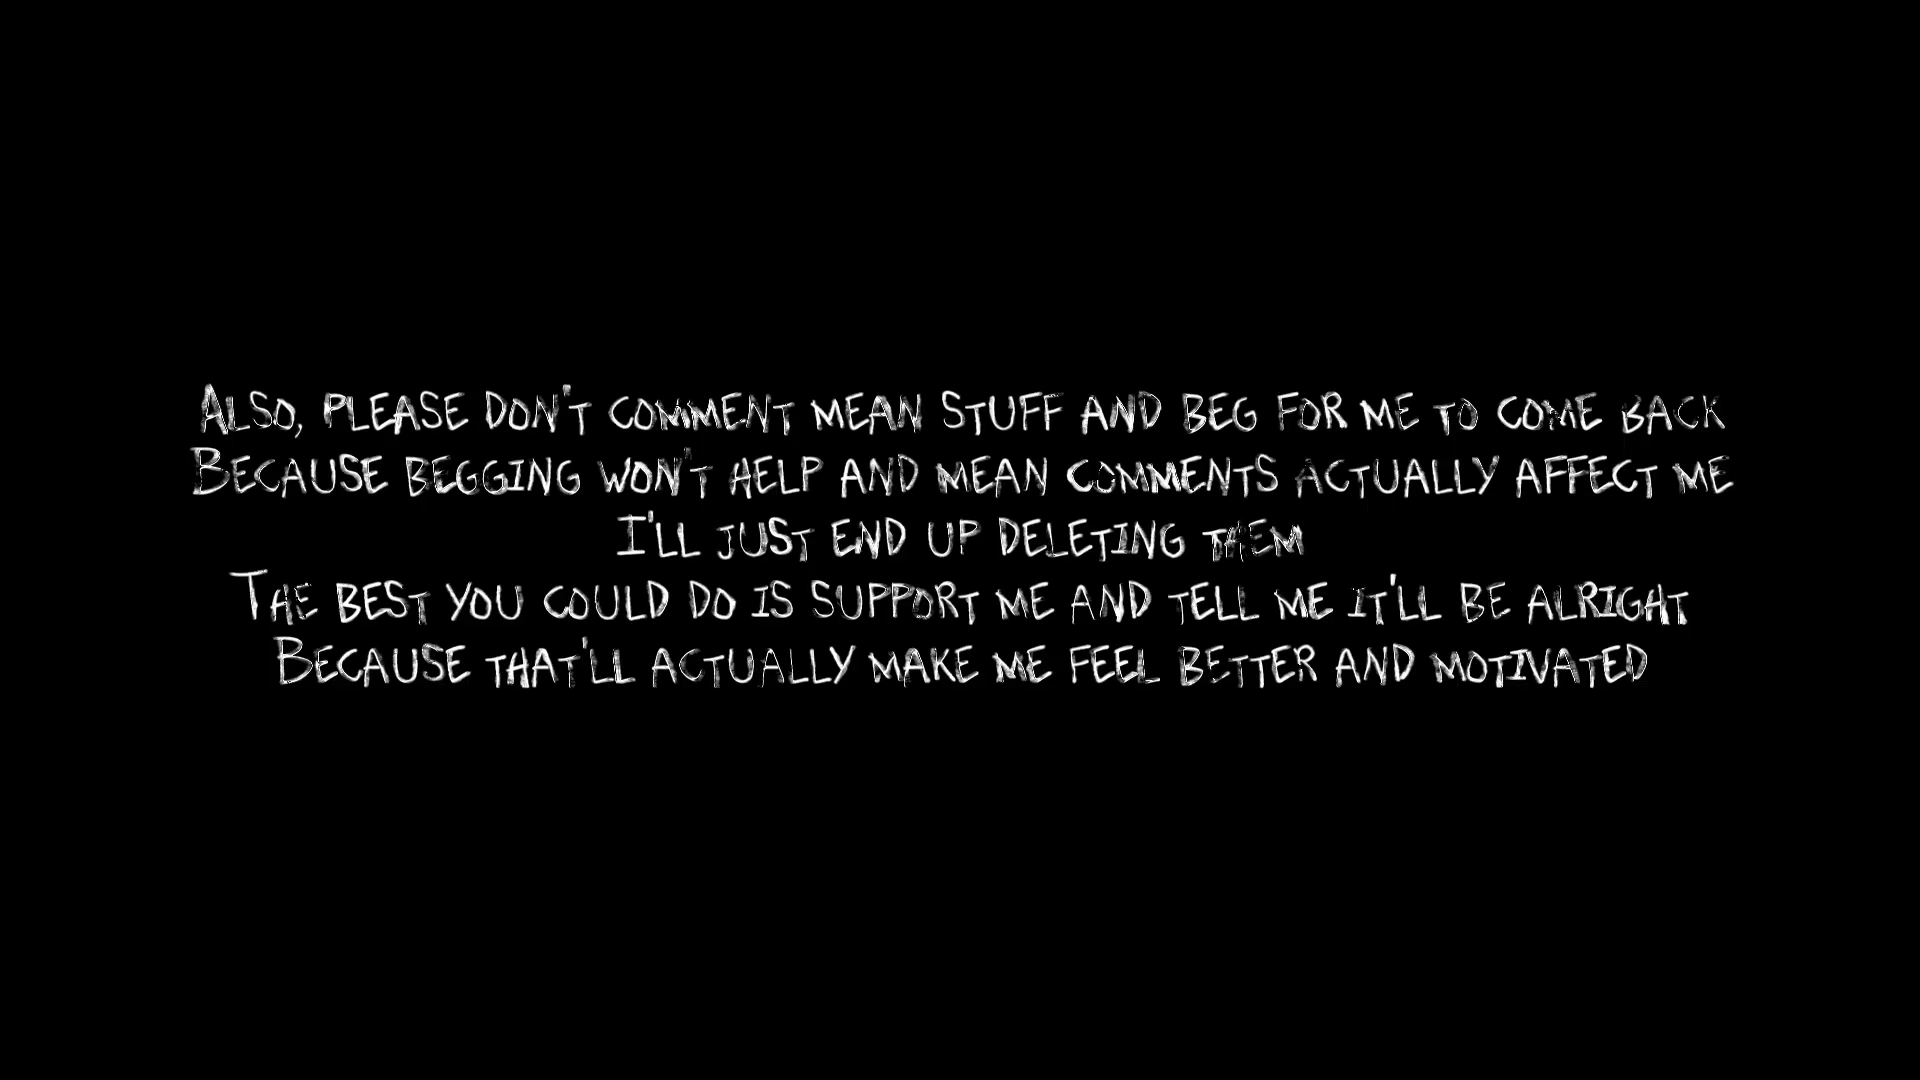 Also, please don't comment mean stuff and beg for me to come back
Because begging won't help and mean comments actually affect me
I'll just end up deleting them
The best you could do is support me and tell me it'll be alright
Because that'll actually make me feel better and motivated